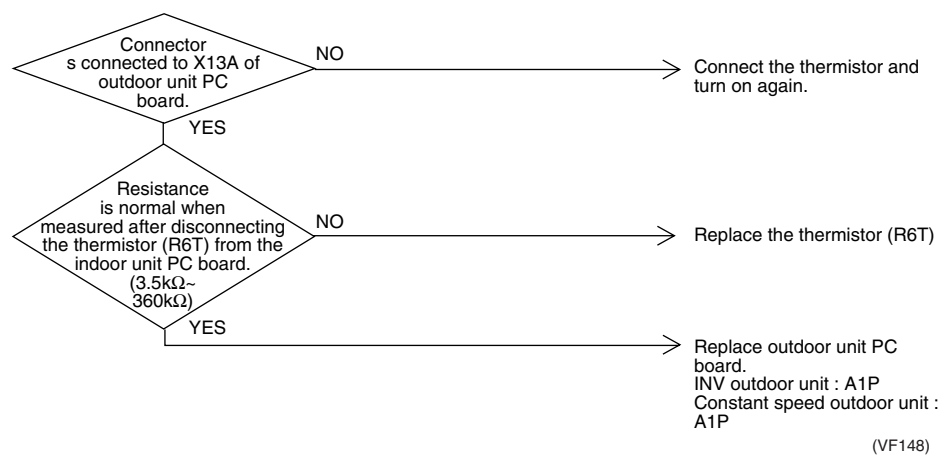 Connector
s connected to X13A of
outdoor unit PC
board.
NO
Connect the thermistor and
turn on again.
YES
Resistance
is normal when
measured after disconnecting
the thermistor (R6T) from the
indoor unit PC board.
(3.5kΩ~
360kΩ)
NO
Replace the thermistor (R6T)
YES
Replace outdoor unit PC
board.
INV outdoor unit : A1P
Constant speed outdoor unit :
A1P
(VF148)